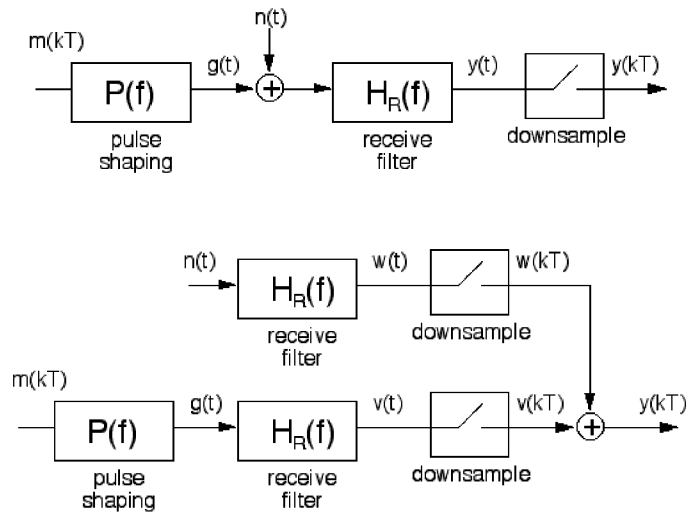 n(t)
m(kT)
g(t)
y(t)
y(kT)
P(f)
+
H_R(f)
pulse
shaping
receive
filter
downsample
n(t)
w(t)
w(kT)
H_R(f)
receive
filter
downsample
m(kT)
g(t)
v(t)
v(kT)
y(kT)
P(f)
H_R(f)
+
pulse
shaping
receive
filter
downsample